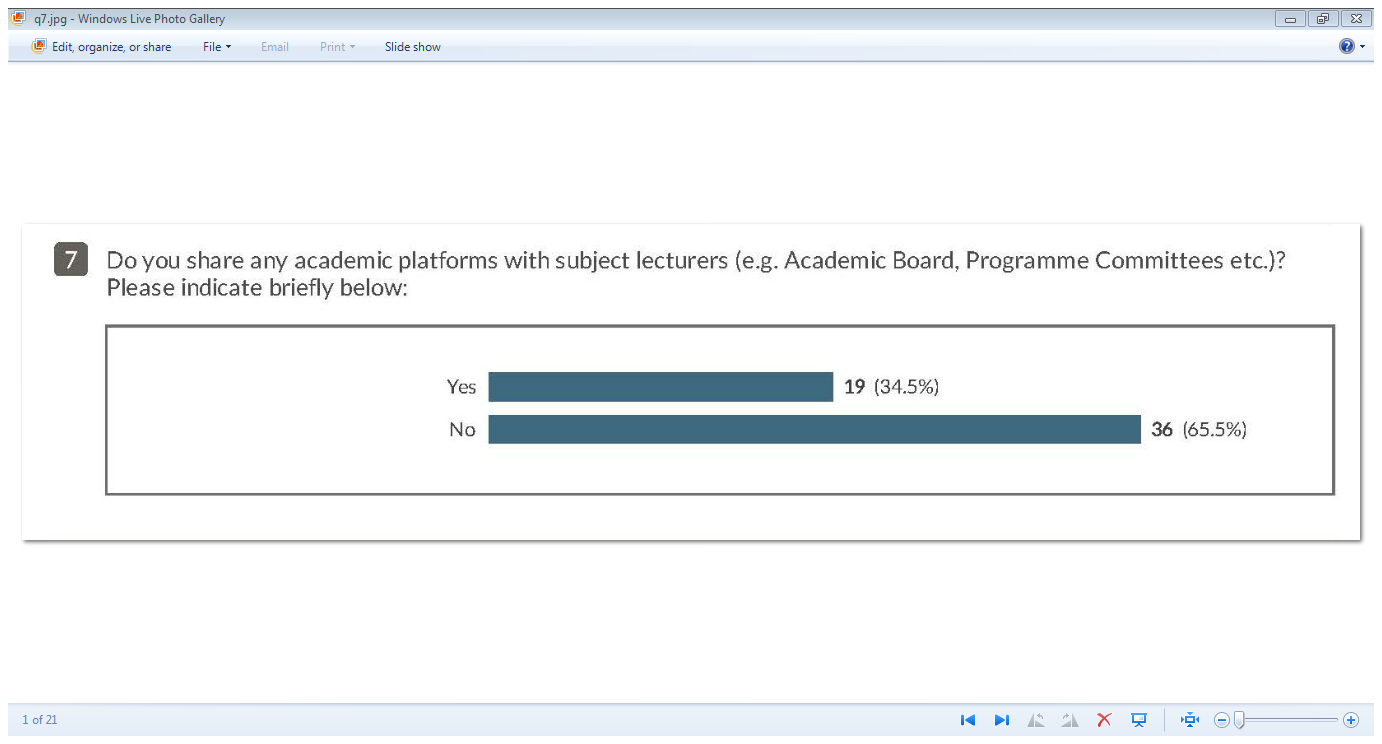 q7.jpg - Windows Live Photo Gallery
Edit, organize, or share File Email Print Slide show
7 Do you share any academic platforms with subject lecturers (e.g. Academic Board, Programme Committees etc.)?
Please indicate briefly below:
Yes 19 (34.5%)
No 36 (65.5%)
1 of 21